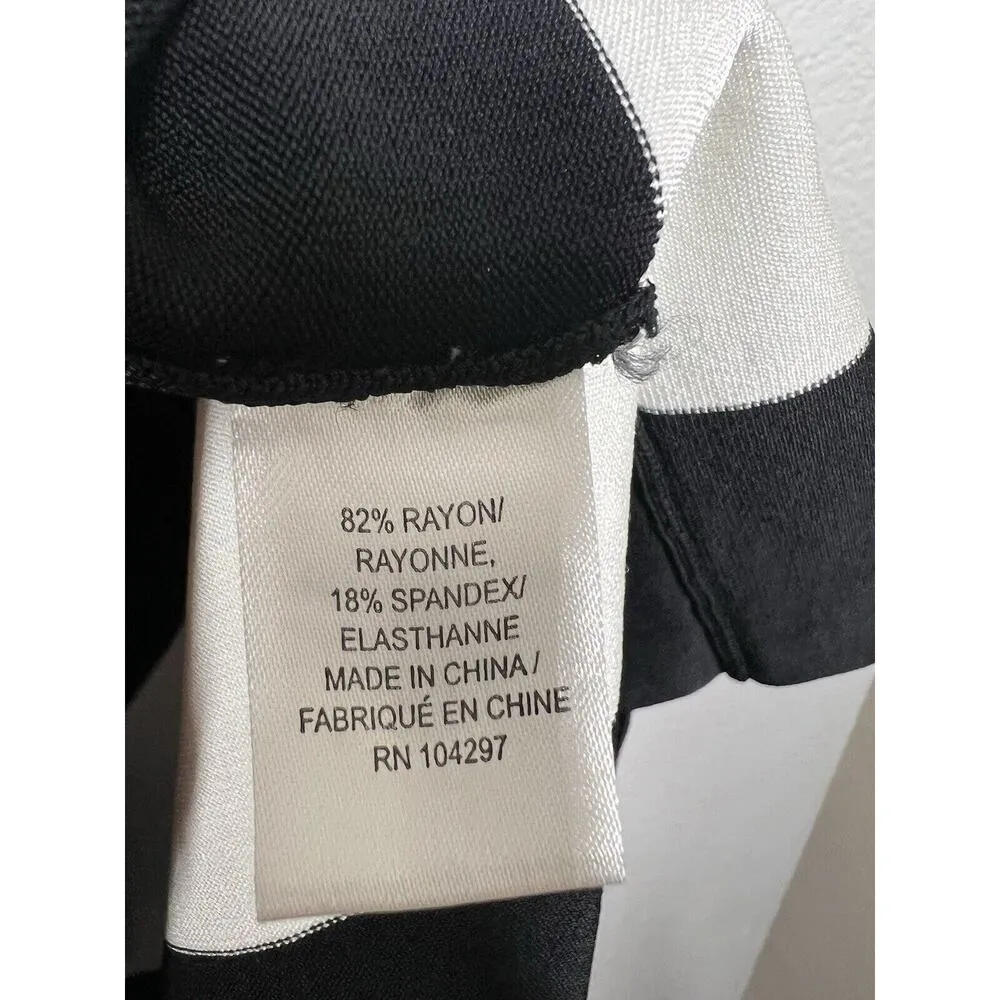 82% RAYON/
RAYONNE,
18% SPANDEX/
ELASTHANNE
MADE IN CHINA /
FABRIQUÉ EN CHINE
RN 104297